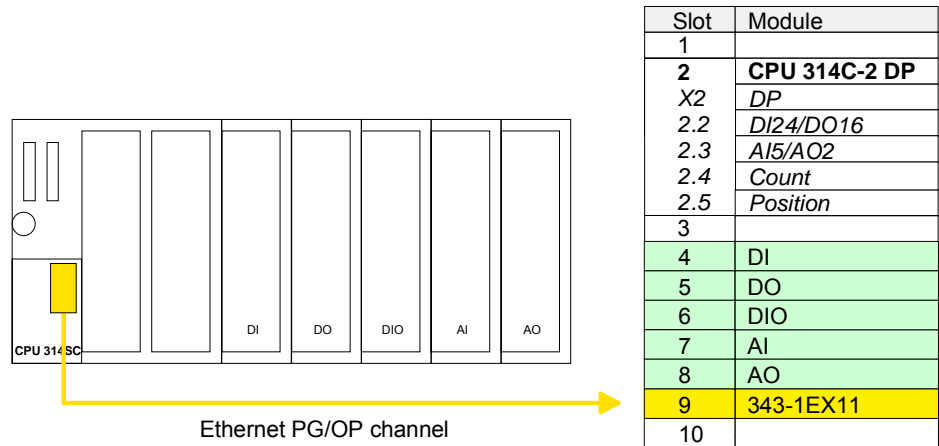 Slot Module
1
2 CPU 314C-2 DP
X2 DP
2.2 DI24/DO16
2.3 AI5/AO2
2.4 Count
2.5 Position
3
4 DI
5 DO
6 DIO
7 AI
8 AO
9 343-1EX11
10
DI DO DIO AI AO
CPU 314SC
Ethernet PG/OP channel